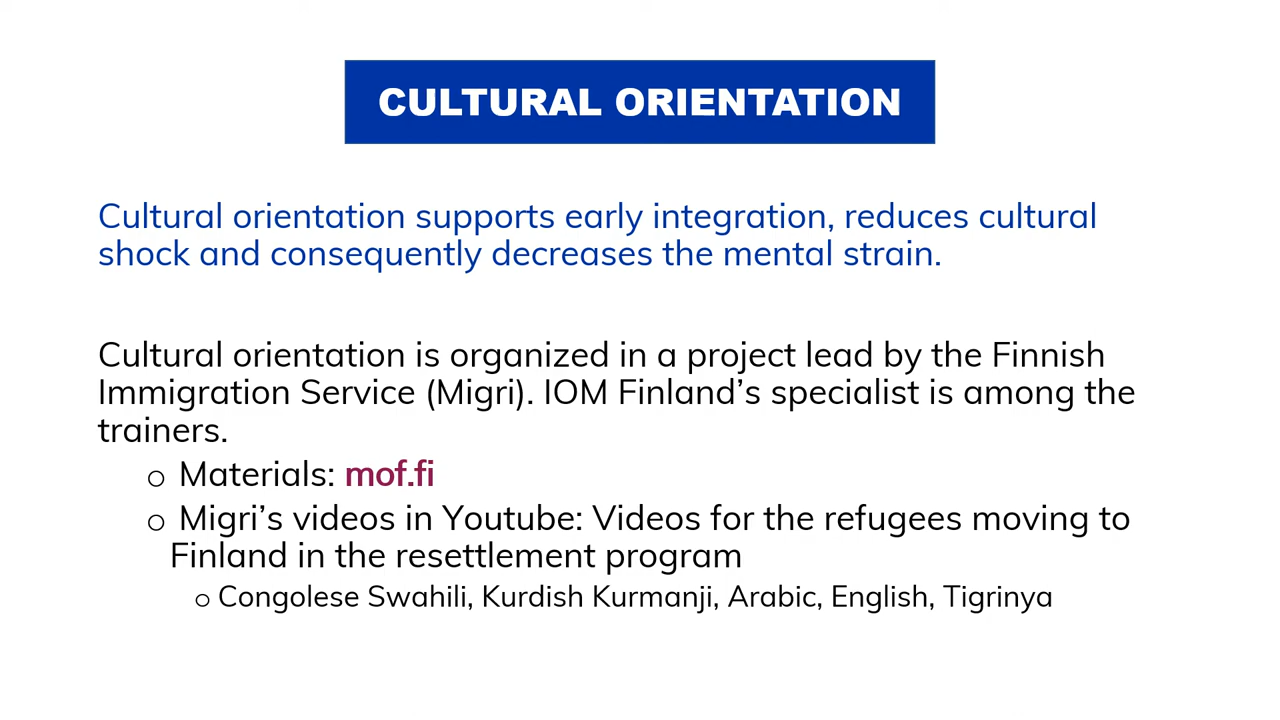 CULTURAL ORIENTATION
Cultural orientation supports early integration, reduces cultural
shock and consequently decreases the mental strain.
Cultural orientation is organized in a project lead by the Finnish
Immigration Service (Migri). IOM Finland’s specialist is among the
trainers.
o Materials: mof.fi
o Migri’s videos in Youtube: Videos for the refugees moving to
Finland in the resettlement program
o Congolese Swahili, Kurdish Kurmanji, Arabic, English, Tigrinya